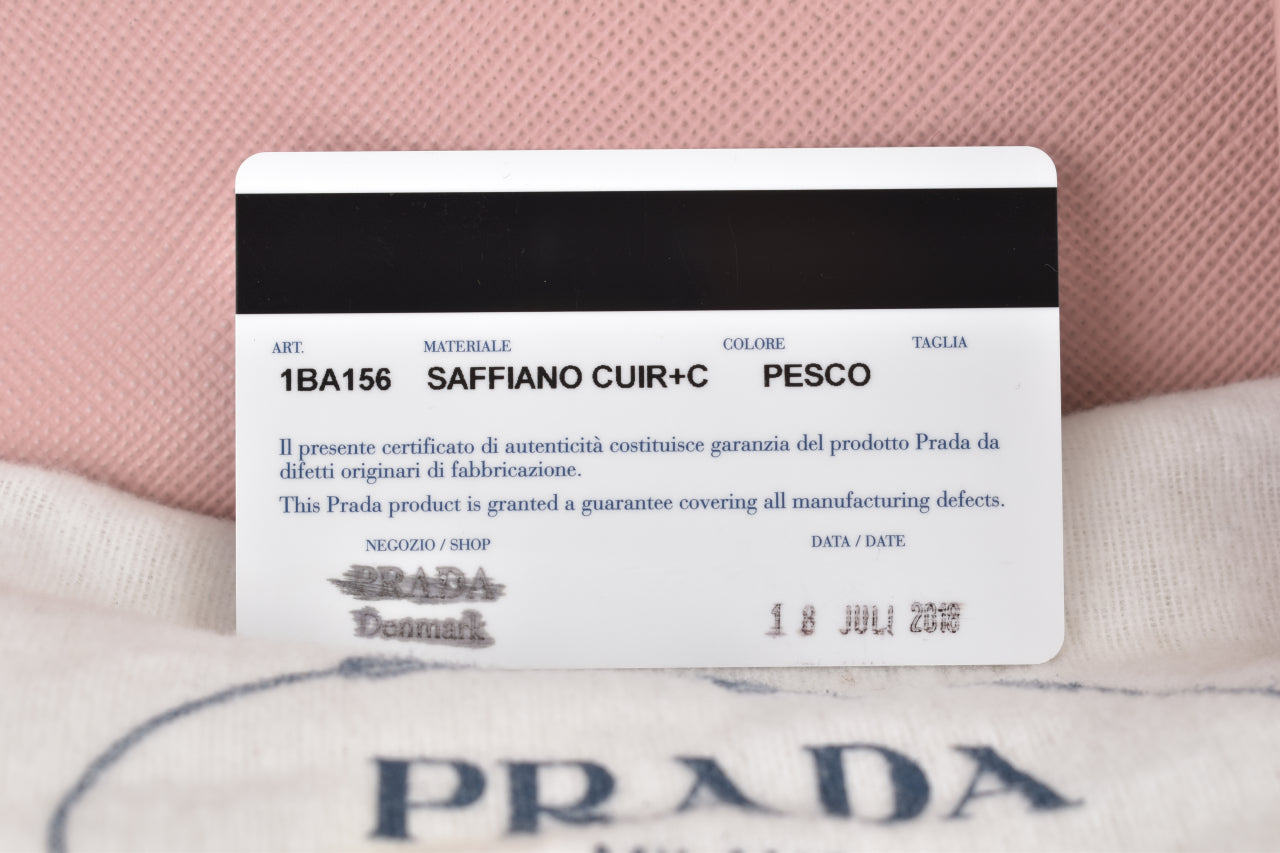 ART. MATERIALE COLORE TAGLIA
1BA156 SAFFIANO CUIR+C PESCO
Il presente certificato di autenticità costituisce garanzia del prodotto Prada da
difetti originari di fabbricazione.
This Prada product is granted a guarantee covering all manufacturing defects.
NEGOZIO / SHOP DATA / DATE
PRADA
Denmark 18 JULI 2016
PRADA